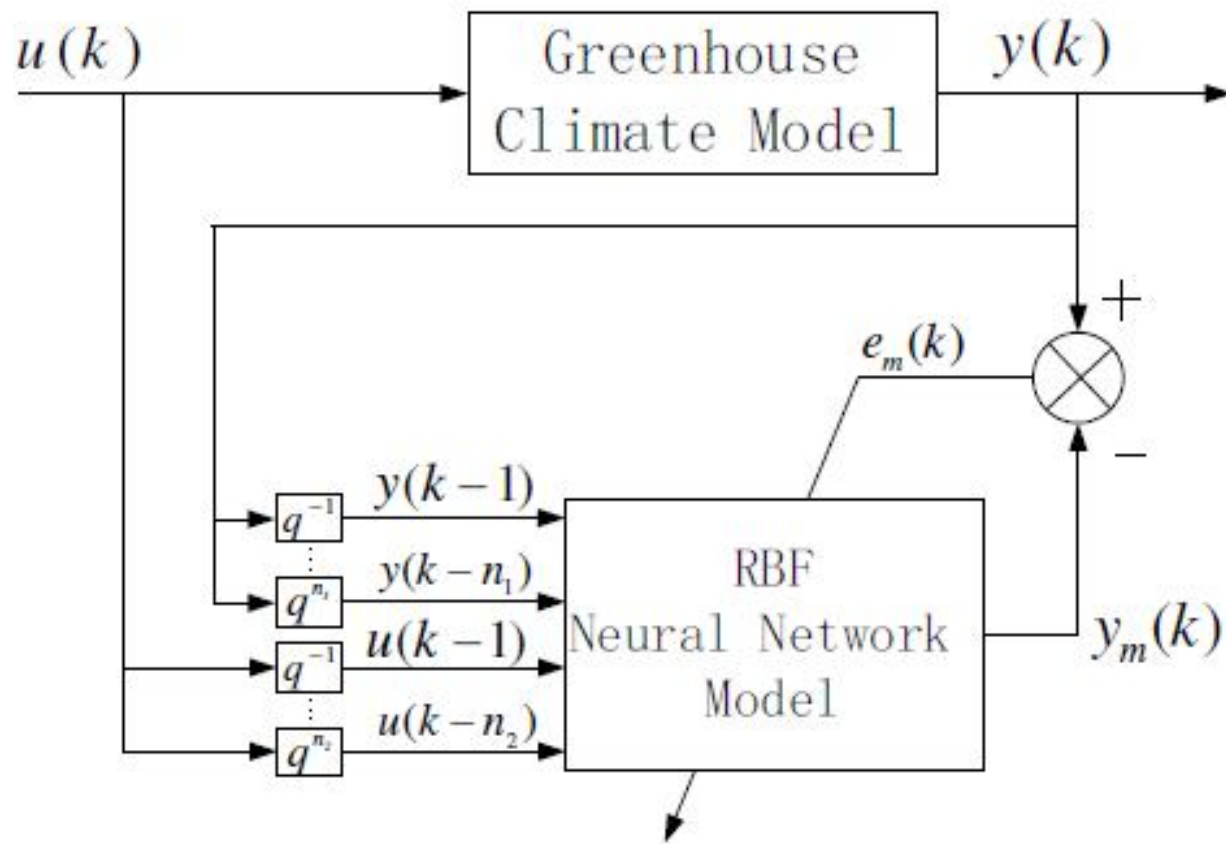 u(k)
Greenhouse
Climate Model
y(k)
+
e_m(k)
−
q^{-1}
y(k−1)
q^{n_1}
y(k−n_1)
q^{-1}
u(k−1)
q^{n_2}
u(k−n_2)
RBF
Neural Network
Model
y_m(k)